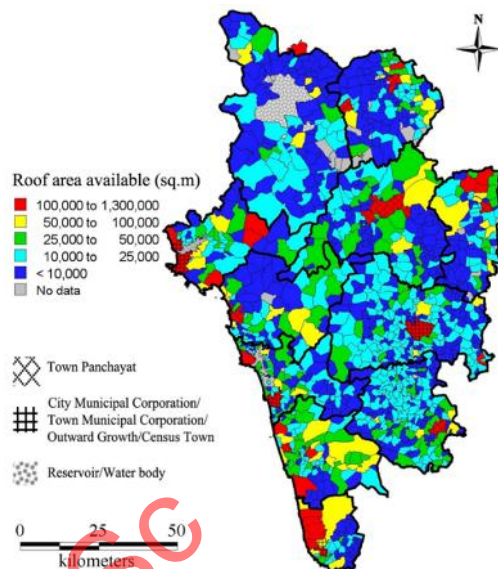 N
Roof area available (sq.m)
100,000 to 1,300,000
50,000 to 100,000
25,000 to 50,000
10,000 to 25,000
< 10,000
No data
Town Panchayat
City Municipal Corporation/
Town Municipal Corporation/
Outward Growth/Census Town
Reservoir/Water body
0 25 50
kilometers